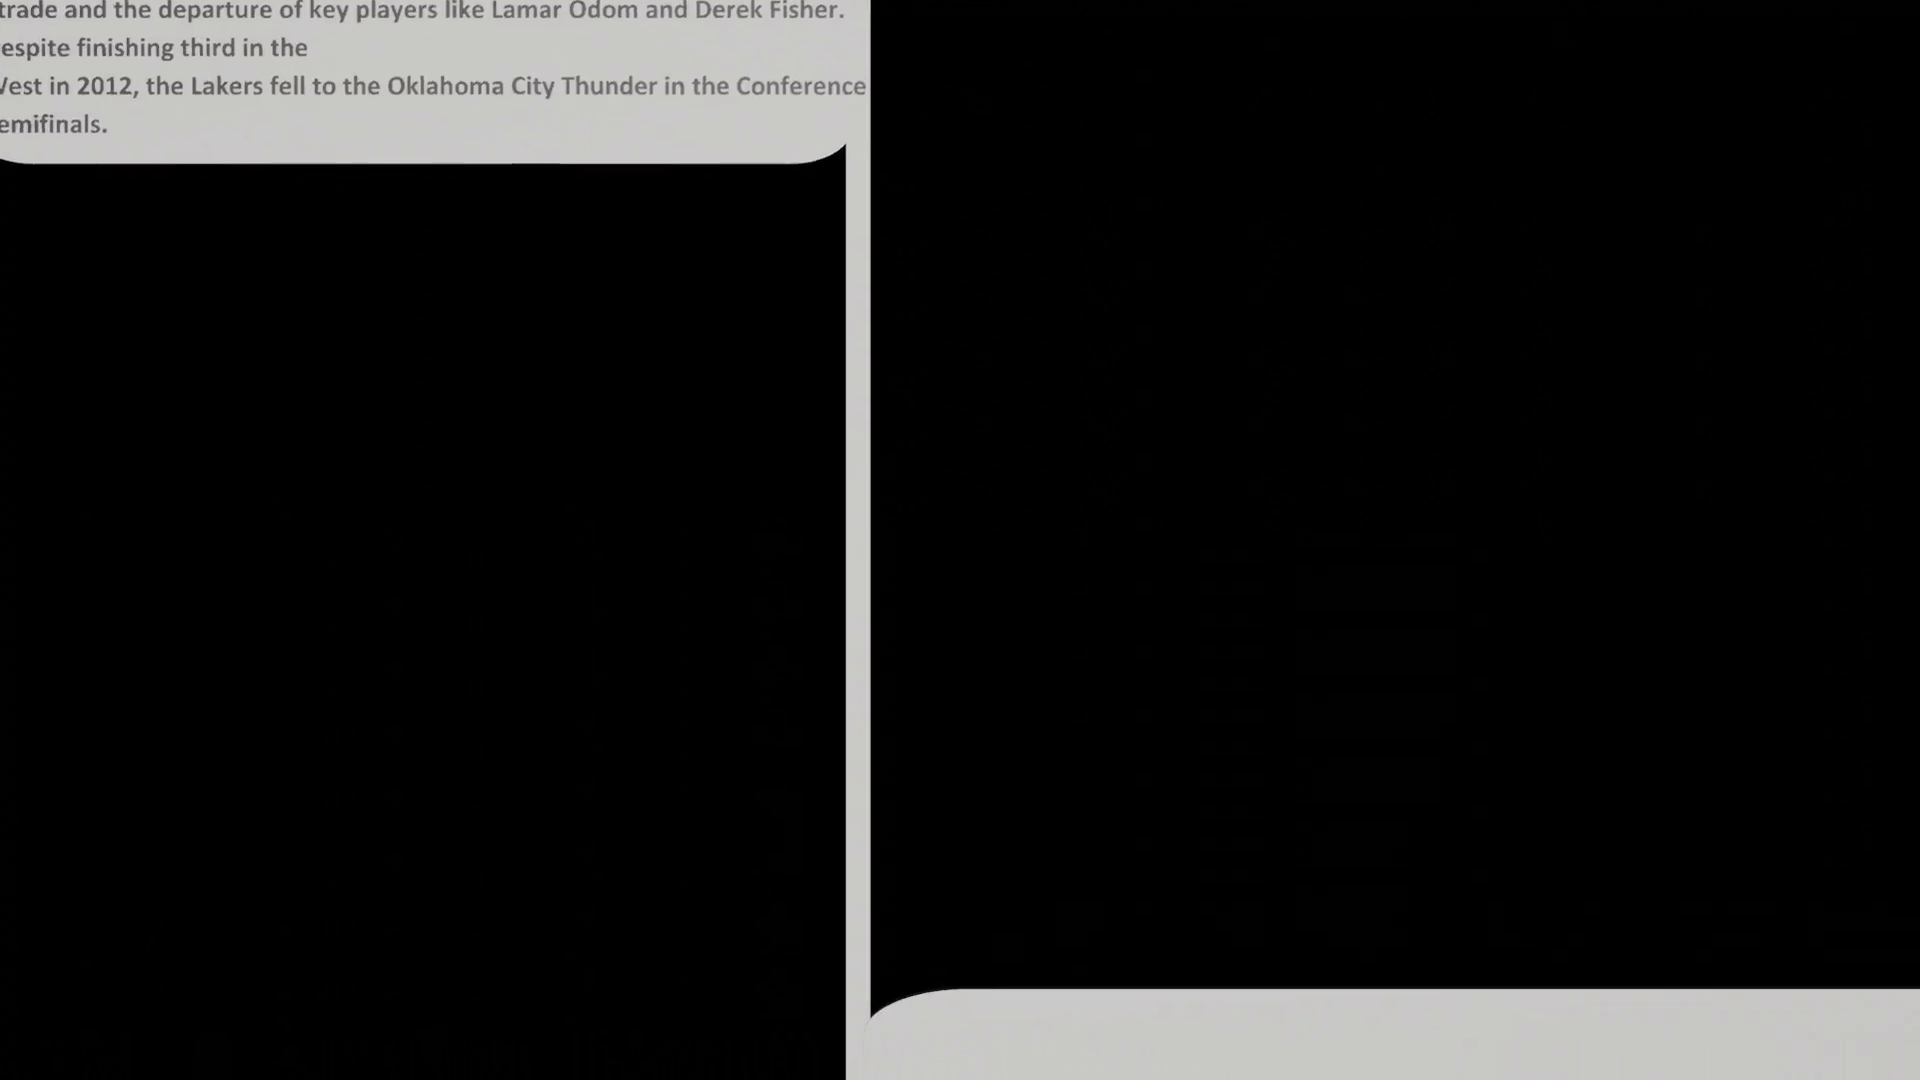 trade and the departure of key players like Lamar Odom and Derek Fisher.
espite finishing third in the
West in 2012, the Lakers fell to the Oklahoma City Thunder in the Conference
emifinals.